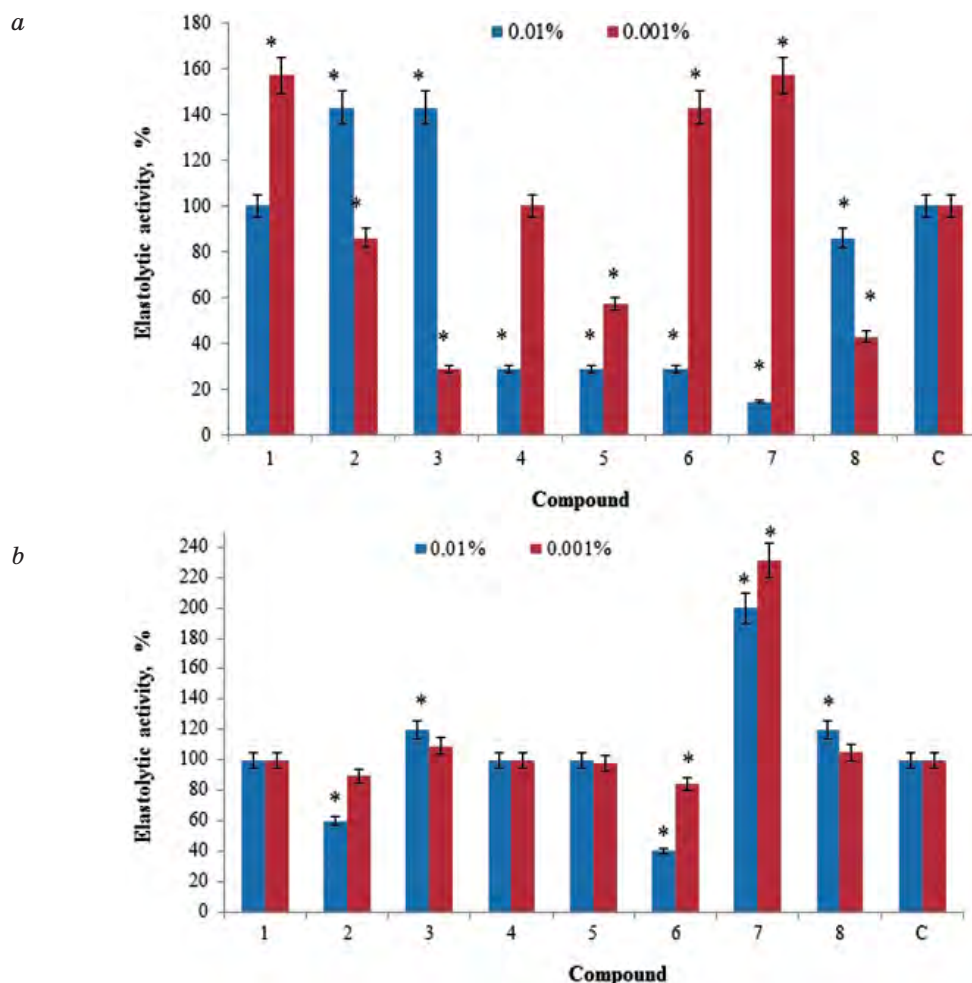 a
Elastolytic activity, %
0.01% 0.001%
180
160
140
120
100
80
60
40
20
0
* * * * * * * * * * * * *
1 2 3 4 5 6 7 8 C
Compound
b
Elastolytic activity, %
0.01% 0.001%
240
220
200
180
160
140
120
100
80
60
40
20
0
* * * * * * *
1 2 3 4 5 6 7 8 C
Compound